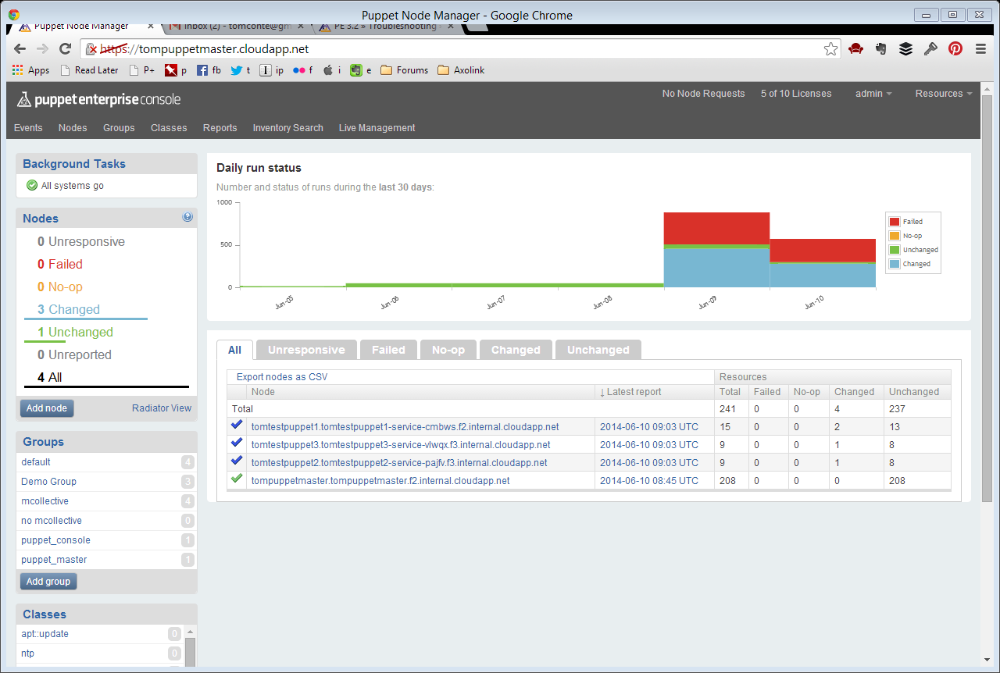 Puppet Node Manager - Google Chrome
Puppet Node Manager
Inbox (2) - tomconte@gm
PE 3.2 » Troubleshooting
https://tompuppetmaster.cloudapp.net
Apps Read Later P+ p fb t ip f i e Forums Axolink
puppetenterpriseconsole
No Node Requests 5 of 10 Licenses admin Resources
Events Nodes Groups Classes Reports Inventory Search Live Management
Background Tasks
All systems go
Nodes
0 Unresponsive
0 Failed
0 No-op
3 Changed
1 Unchanged
0 Unreported
4 All
Add node Radiator View
Groups
default 4
Demo Group 3
mcollective 4
no mcollective 0
puppet_console 1
puppet_master 1
Add group
Classes
apt::update 0
ntp 0
Daily run status
Number and status of runs during the last 30 days:
1000
500
0
Jun-05 Jun-06 Jun-07 Jun-08 Jun-09 Jun-10
Failed
No-op
Unchanged
Changed
All Unresponsive Failed No-op Changed Unchanged
Export nodes as CSV Resources
Node ↓ Latest report Total Failed No-op Changed Unchanged
Total 241 0 0 4 237
tomtestpuppet1.tomtestpuppet1-service-cmbws.f2.internal.cloudapp.net 2014-06-10 09:03 UTC 15 0 0 2 13
tomtestpuppet3.tomtestpuppet3-service-vlwqx.f3.internal.cloudapp.net 2014-06-10 09:03 UTC 9 0 0 1 8
tomtestpuppet2.tomtestpuppet2-service-pajfv.f3.internal.cloudapp.net 2014-06-10 09:03 UTC 9 0 0 1 8
tompuppetmaster.tompuppetmaster.f2.internal.cloudapp.net 2014-06-10 08:45 UTC 208 0 0 0 208